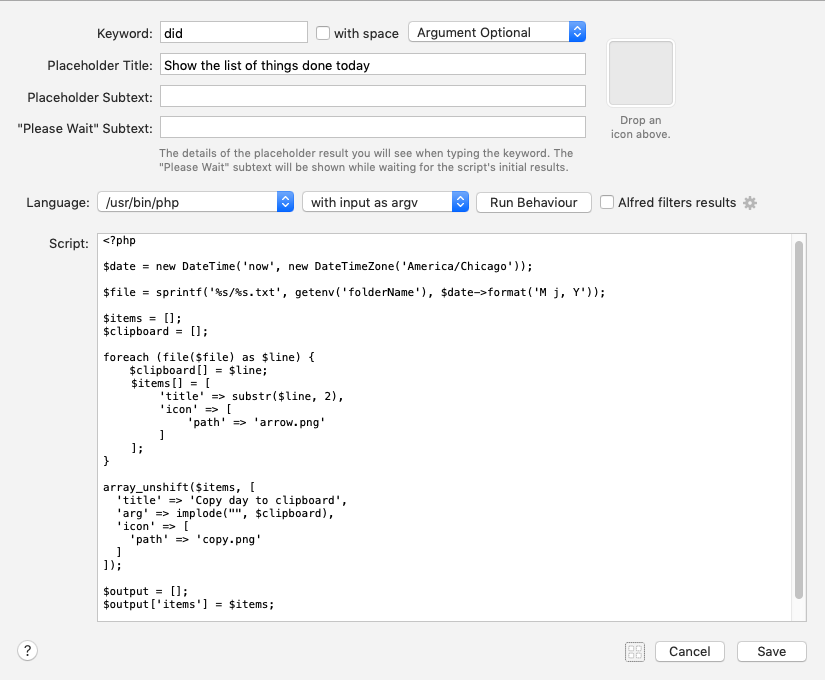 Keyword: did with space Argument Optional
Placeholder Title: Show the list of things done today
Placeholder Subtext:
"Please Wait" Subtext:
Drop an
icon above.
The details of the placeholder result you will see when typing the keyword. The
"Please Wait" subtext will be shown while waiting for the script's initial results.
Language: /usr/bin/php with input as argv Run Behaviour Alfred filters results
Script:
<?php
$date = new DateTime('now', new DateTimeZone('America/Chicago'));
$file = sprintf('%s/%s.txt', getenv('folderName'), $date->format('M j, Y'));
$items = [];
$clipboard = [];
foreach (file($file) as $line) {
    $clipboard[] = $line;
    $items[] = [
        'title' => substr($line, 2),
        'icon' => [
            'path' => 'arrow.png'
        ]
    ];
}
array_unshift($items, [
  'title' => 'Copy day to clipboard',
  'arg' => implode("", $clipboard),
  'icon' => [
    'path' => 'copy.png'
  ]
]);
$output = [];
$output['items'] = $items;
? Cancel Save